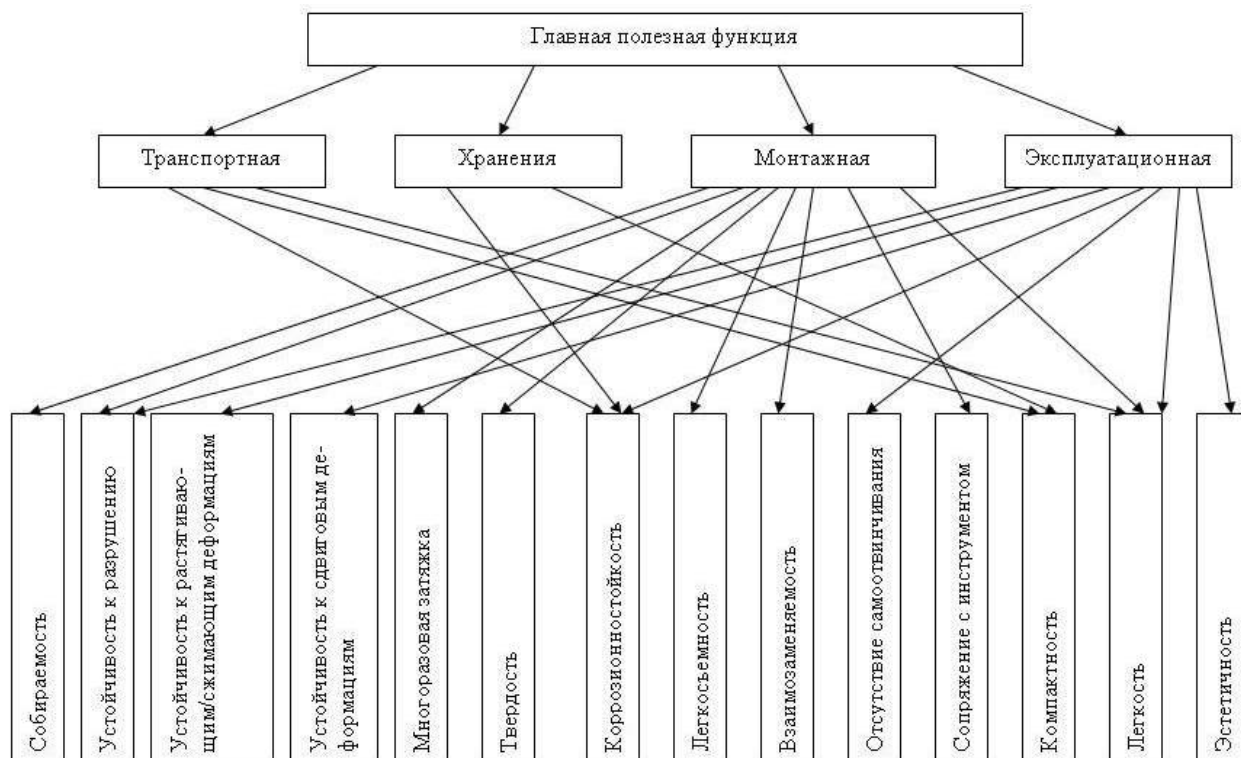 Главная полезная функция
Транспортная
Хранения
Монтажная
Эксплуатационная
Собираемость
Устойчивость к разрушению
Устойчивость к растягиваю-
щим/сжимающим деформациям
Устойчивость к сдвиговым де-
формациям
Многоразовая затяжка
Твердость
Коррозионностойкость
Легкосъемность
Взаимозаменяемость
Отсутствие самоотвинчивания
Сопряжение с инструментом
Компактность
Легкость
Эстетичность